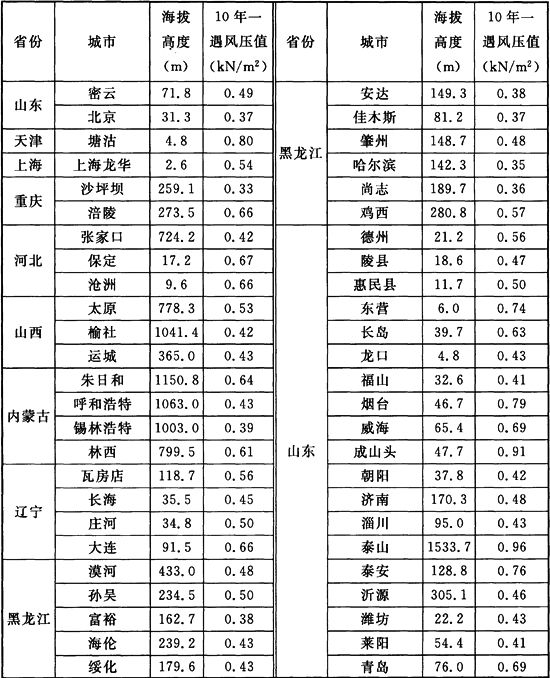 省份 城市 海拔高度（m） 10年一遇风压值（kN/m²） 省份 城市 海拔高度（m） 10年一遇风压值（kN/m²）
山东 密云 71.8 0.49 黑龙江 安达 149.3 0.38
北京 31.3 0.37 佳木斯 81.2 0.37
天津 塘沽 4.8 0.80 肇州 148.7 0.48
上海 上海龙华 2.6 0.54 哈尔滨 142.3 0.35
重庆 沙坪坝 259.1 0.33 尚志 189.7 0.36
涪陵 273.5 0.66 鸡西 280.8 0.57
河北 张家口 724.2 0.42 山东 德州 21.2 0.56
保定 17.2 0.67 陵县 18.6 0.47
沧洲 9.6 0.66 惠民县 11.7 0.50
山西 太原 778.3 0.53 东营 6.0 0.74
榆社 1041.4 0.42 长岛 39.7 0.63
运城 365.0 0.43 龙口 4.8 0.43
内蒙古 朱日和 1150.8 0.64 福山 32.6 0.41
呼和浩特 1063.0 0.43 烟台 46.7 0.79
锡林浩特 1003.0 0.39 威海 65.4 0.69
林西 799.5 0.61 成山头 47.7 0.91
辽宁 瓦房店 118.7 0.56 朝阳 37.8 0.42
长海 35.5 0.45 济南 170.3 0.48
庄河 34.8 0.50 淄川 95.0 0.43
大连 91.5 0.66 泰山 1533.7 0.96
黑龙江 漠河 433.0 0.48 泰安 128.8 0.76
孙吴 234.5 0.50 沂源 305.1 0.46
富裕 162.7 0.38 潍坊 22.2 0.43
海伦 239.2 0.43 莱阳 54.4 0.41
绥化 179.6 0.43 青岛 76.0 0.69